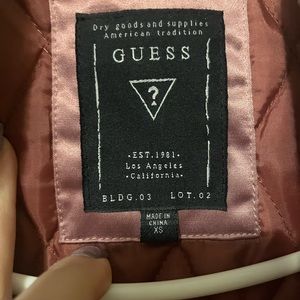 Dry goods and supplies
American tradition
GUESS
?
·EST.1981·
Los Angeles
·California·
BLDG.03 LOT.02
MADE IN
CHINA
XS